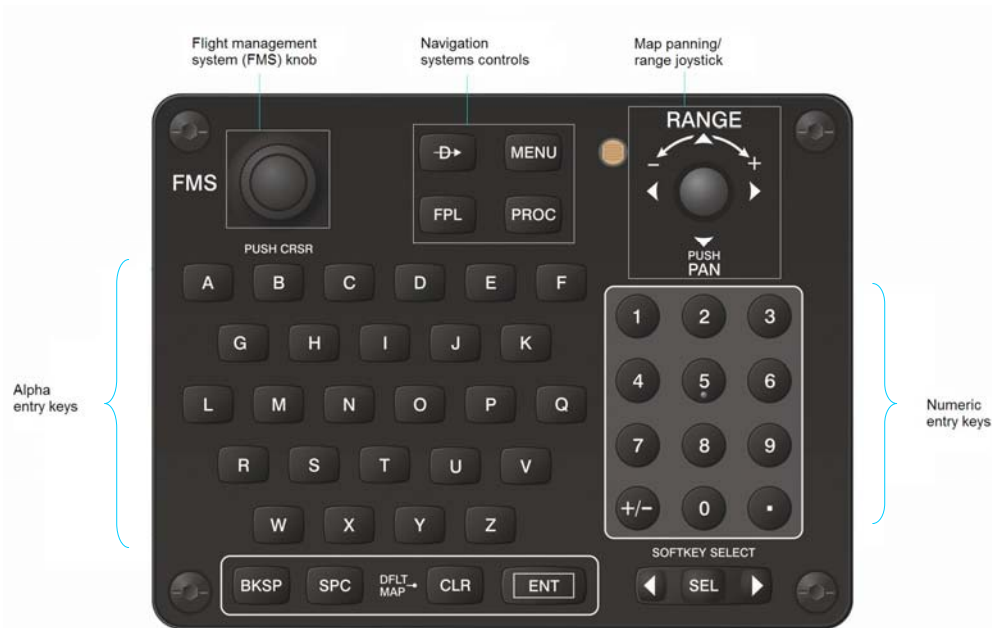 Flight management
system (FMS) knob
Navigation
systems controls
Map panning/
range joystick
RANGE
- +
D MENU
FMS
FPL PROC
PUSH CRSR
PUSH
PAN
A B C D E F
1 2 3
G H I J K
Alpha
entry keys
4 5 6
L M N O P Q
Numeric
entry keys
7 8 9
R S T U V
+/- 0 .
W X Y Z
SOFTKEY SELECT
BKSP SPC DFLT MAP CLR ENT
SEL